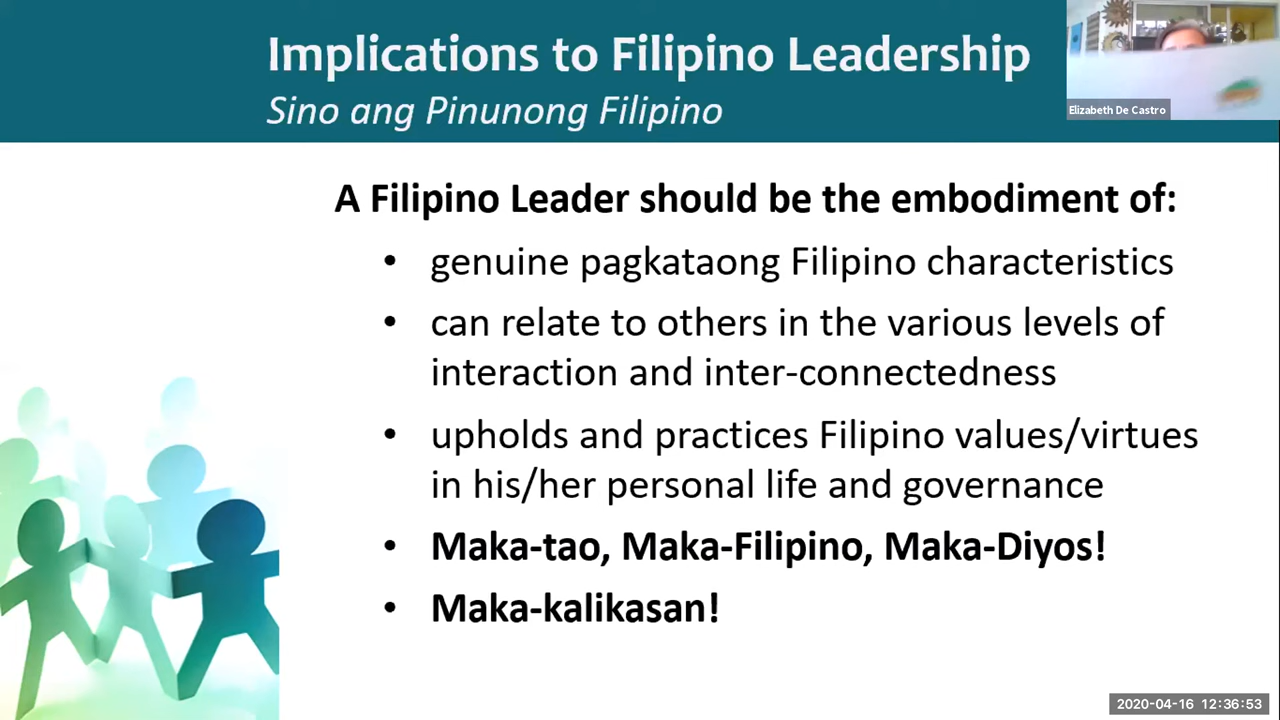 Implications to Filipino Leadership
Sino ang Pinunong Filipino
Elizabeth De Castro
A Filipino Leader should be the embodiment of:
• genuine pagkataong Filipino characteristics
• can relate to others in the various levels of
interaction and inter-connectedness
• upholds and practices Filipino values/virtues
in his/her personal life and governance
• Maka-tao, Maka-Filipino, Maka-Diyos!
• Maka-kalikasan!
2020-04-16 12:36:53